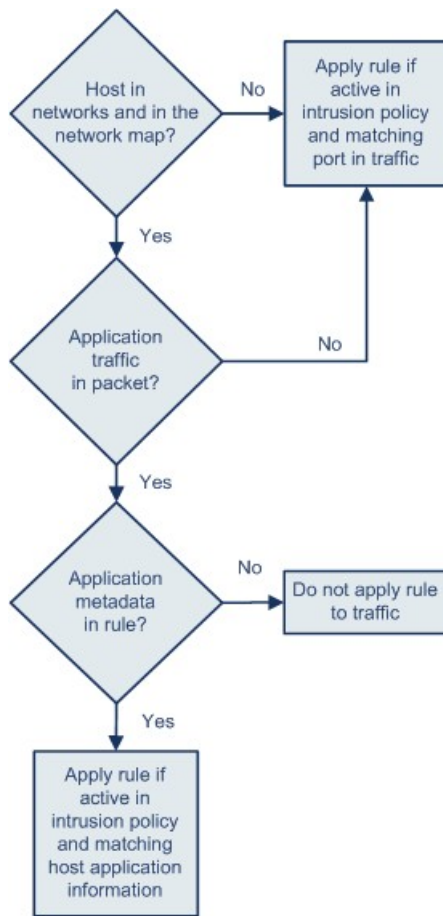 Host in
networks and in the
network map?
No
Apply rule if
active in
intrusion policy
and matching
port in traffic
Yes
Application
traffic
in packet?
No
Yes
Application
metadata
in rule?
No
Do not apply rule
to traffic
Yes
Apply rule if
active in
intrusion policy
and matching
host application
information